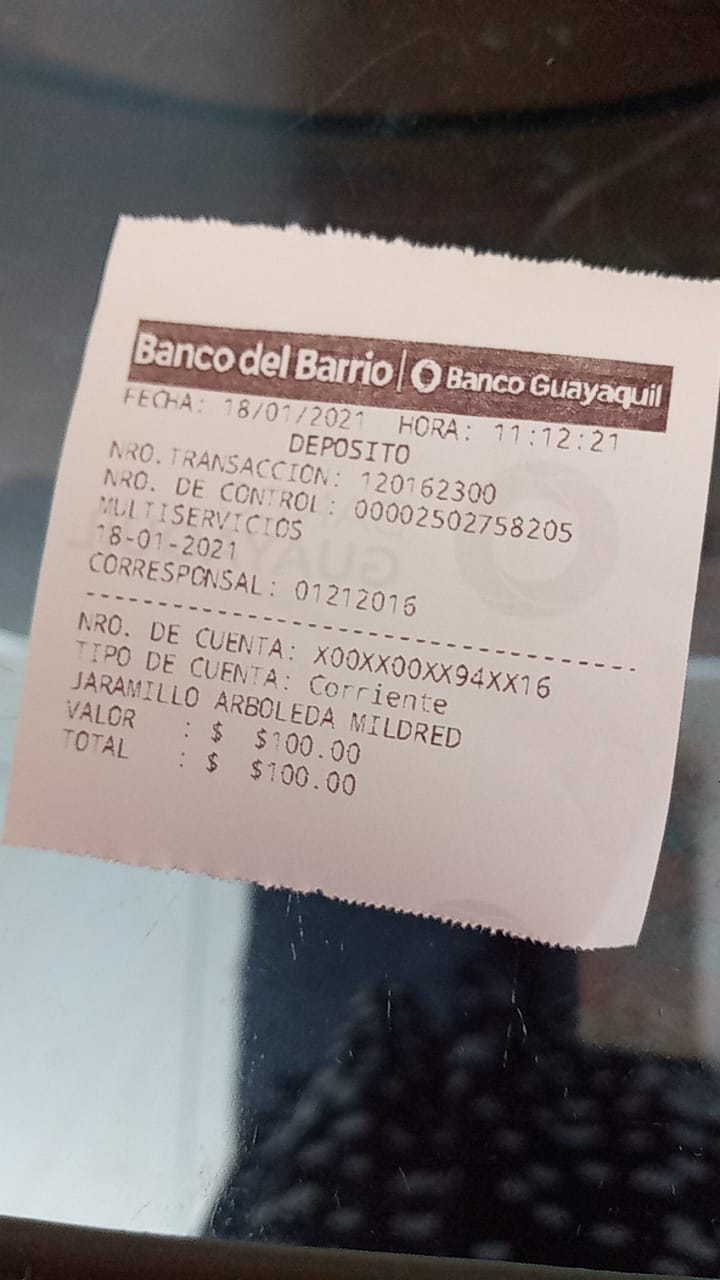 Banco del Barrio | Banco Guayaquil
FECHA: 18/01/2021 HORA: 11:12:21
DEPOSITO
NRO.TRANSACCION: 120162300
NRO. DE CONTROL: 00002502758205
MULTISERVICIOS
18-01-2021
CORRESPONSAL: 01212016
NRO. DE CUENTA: X00XX00XX94XX16
TIPO DE CUENTA: Corriente
JARAMILLO ARBOLEDA MILDRED
VALOR : $ $100.00
TOTAL : $ $100.00